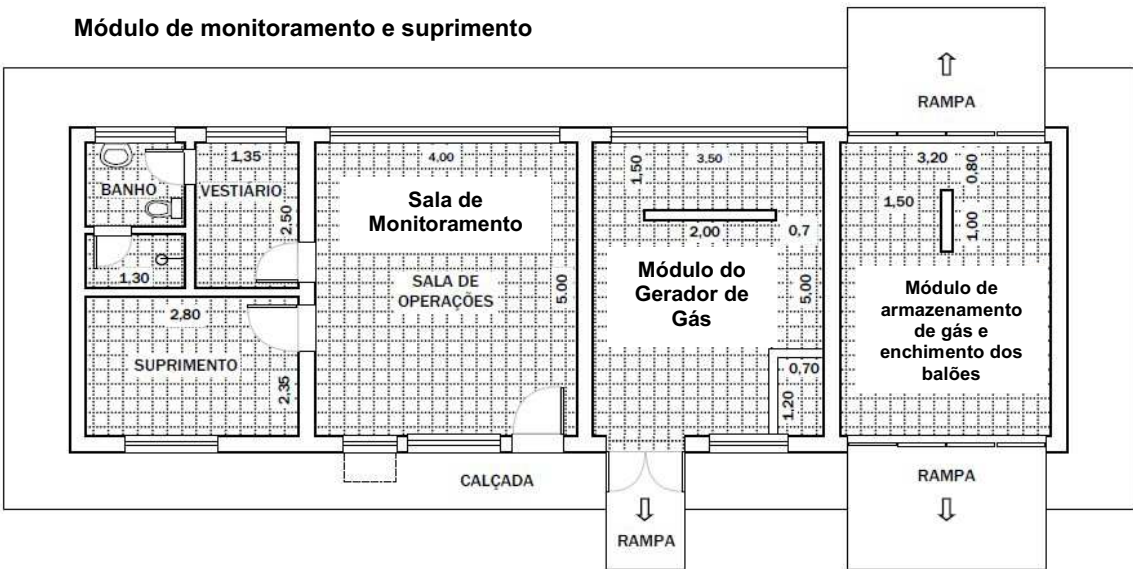 Módulo de monitoramento e suprimento
RAMPA
BANHO
1,35
VESTIÁRIO
2,50
1,30
2,80
SUPRIMENTO
2,35
4,00
Sala de
Monitoramento
SALA DE
OPERAÇÕES
5,00
CALÇADA
1,50
3.50
2,00
0,7
Módulo do
Gerador de
Gás
5,00
0,70
1,20
RAMPA
3,20
0,80
1,50
1,00
Módulo de
armazenamento
de gás e
enchimento dos
balões
RAMPA